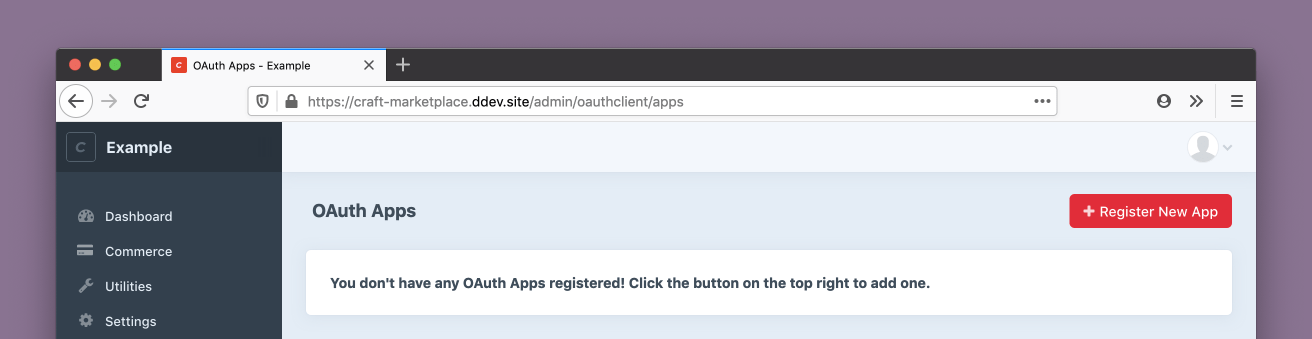 OAuth Apps - Example
https://craft-marketplace.ddev.site/admin/oauthclient/apps
C Example
OAuth Apps
+ Register New App
Dashboard
Commerce
Utilities
Settings
You don't have any OAuth Apps registered! Click the button on the top right to add one.